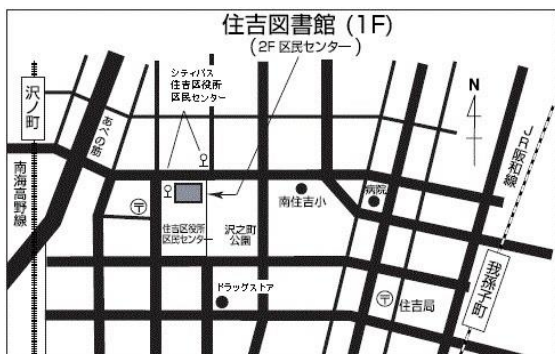 住吉図書館 (1F)
(2F 区民センター)
シティバス
住吉区役所
区民センター
沢ノ町
あべの筋
N
JR阪和線
南海高野線
〒
住吉区役所
区民センター
沢之町
公園
南住吉小
病院
我孫子町
ドラッグストア
〒 住吉局